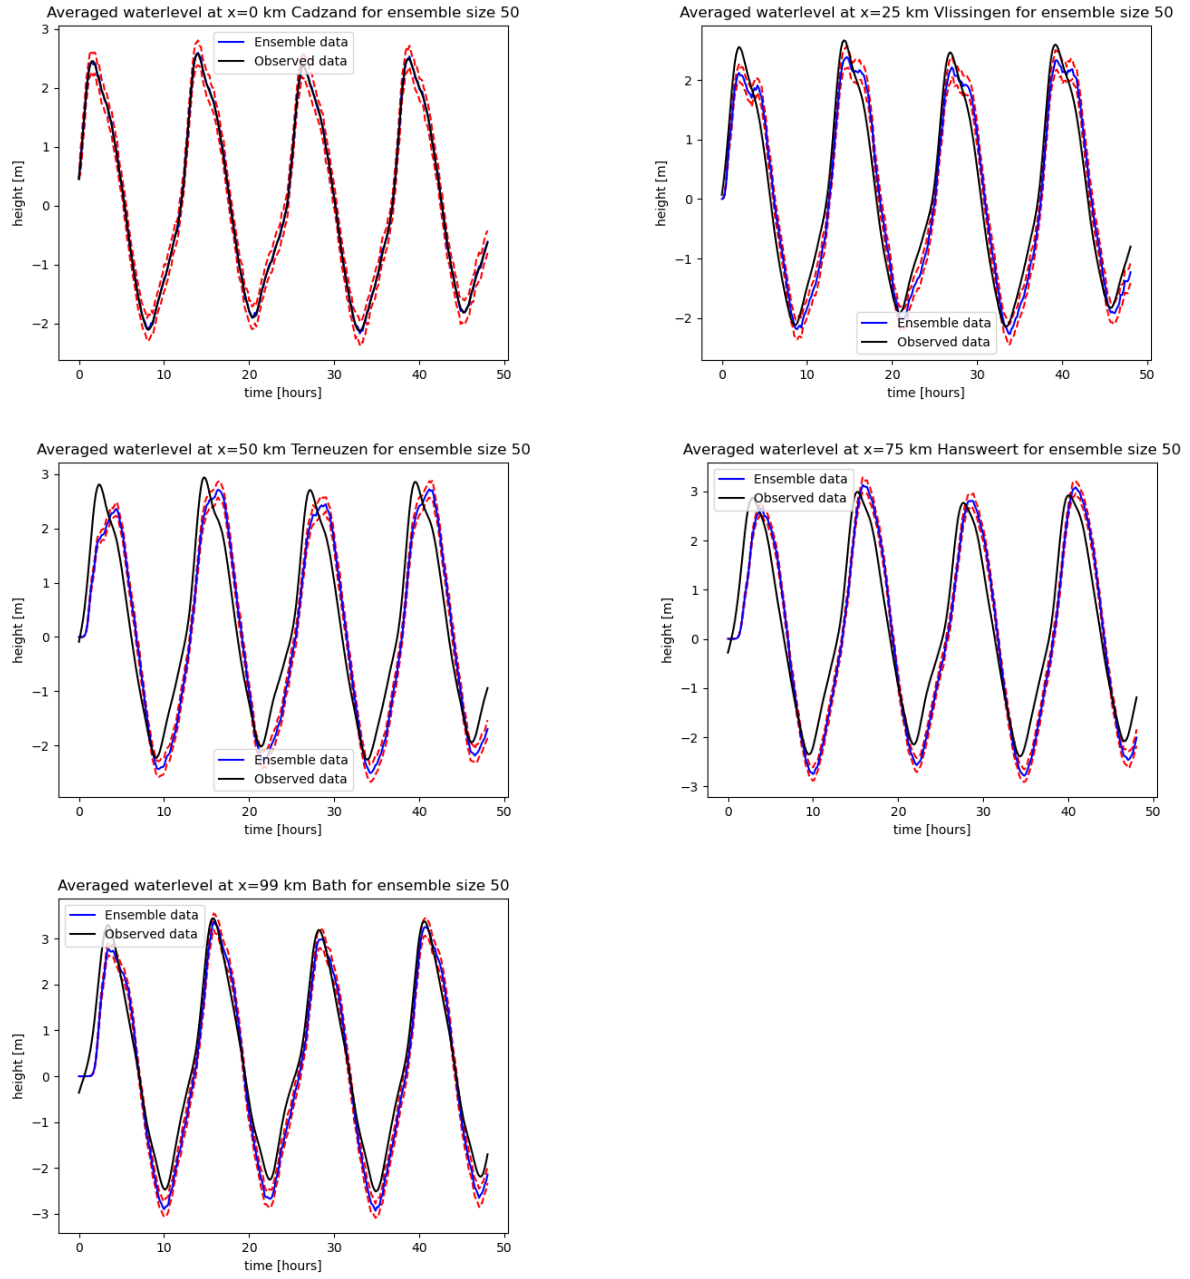 Averaged waterlevel at x=0 km Cadzand for ensemble size 50
3
2
1
0
−1
−2
height [m]
Ensemble data
Observed data
0 10 20 30 40 50
time [hours]
Averaged waterlevel at x=25 km Vlissingen for ensemble size 50
2
1
0
−1
−2
height [m]
Ensemble data
Observed data
0 10 20 30 40 50
time [hours]
Averaged waterlevel at x=50 km Terneuzen for ensemble size 50
3
2
1
0
−1
−2
height [m]
Ensemble data
Observed data
0 10 20 30 40 50
time [hours]
Averaged waterlevel at x=75 km Hansweert for ensemble size 50
Ensemble data
Observed data
3
2
1
0
−1
−2
−3
height [m]
0 10 20 30 40 50
time [hours]
Averaged waterlevel at x=99 km Bath for ensemble size 50
Ensemble data
Observed data
3
2
1
0
−1
−2
−3
height [m]
0 10 20 30 40 50
time [hours]